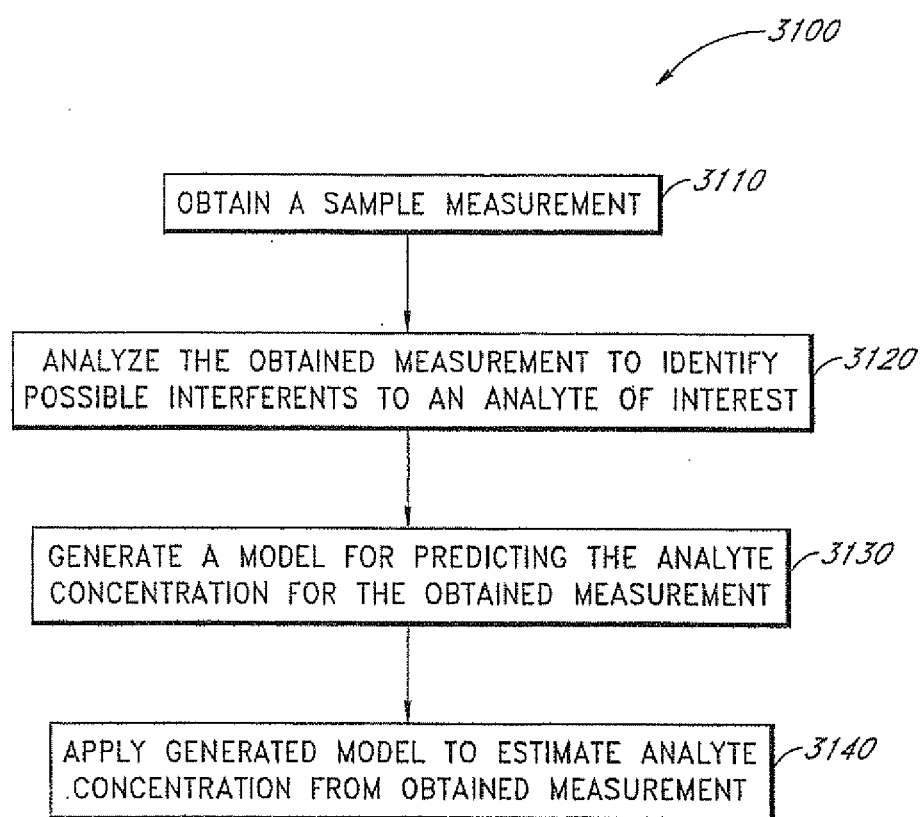 3100
OBTAIN A SAMPLE MEASUREMENT
3110
ANALYZE THE OBTAINED MEASUREMENT TO IDENTIFY
POSSIBLE INTERFERENTS TO AN ANALYTE OF INTEREST
3120
GENERATE A MODEL FOR PREDICTING THE ANALYTE
CONCENTRATION FOR THE OBTAINED MEASUREMENT
3130
APPLY GENERATED MODEL TO ESTIMATE ANALYTE
CONCENTRATION FROM OBTAINED MEASUREMENT
3140